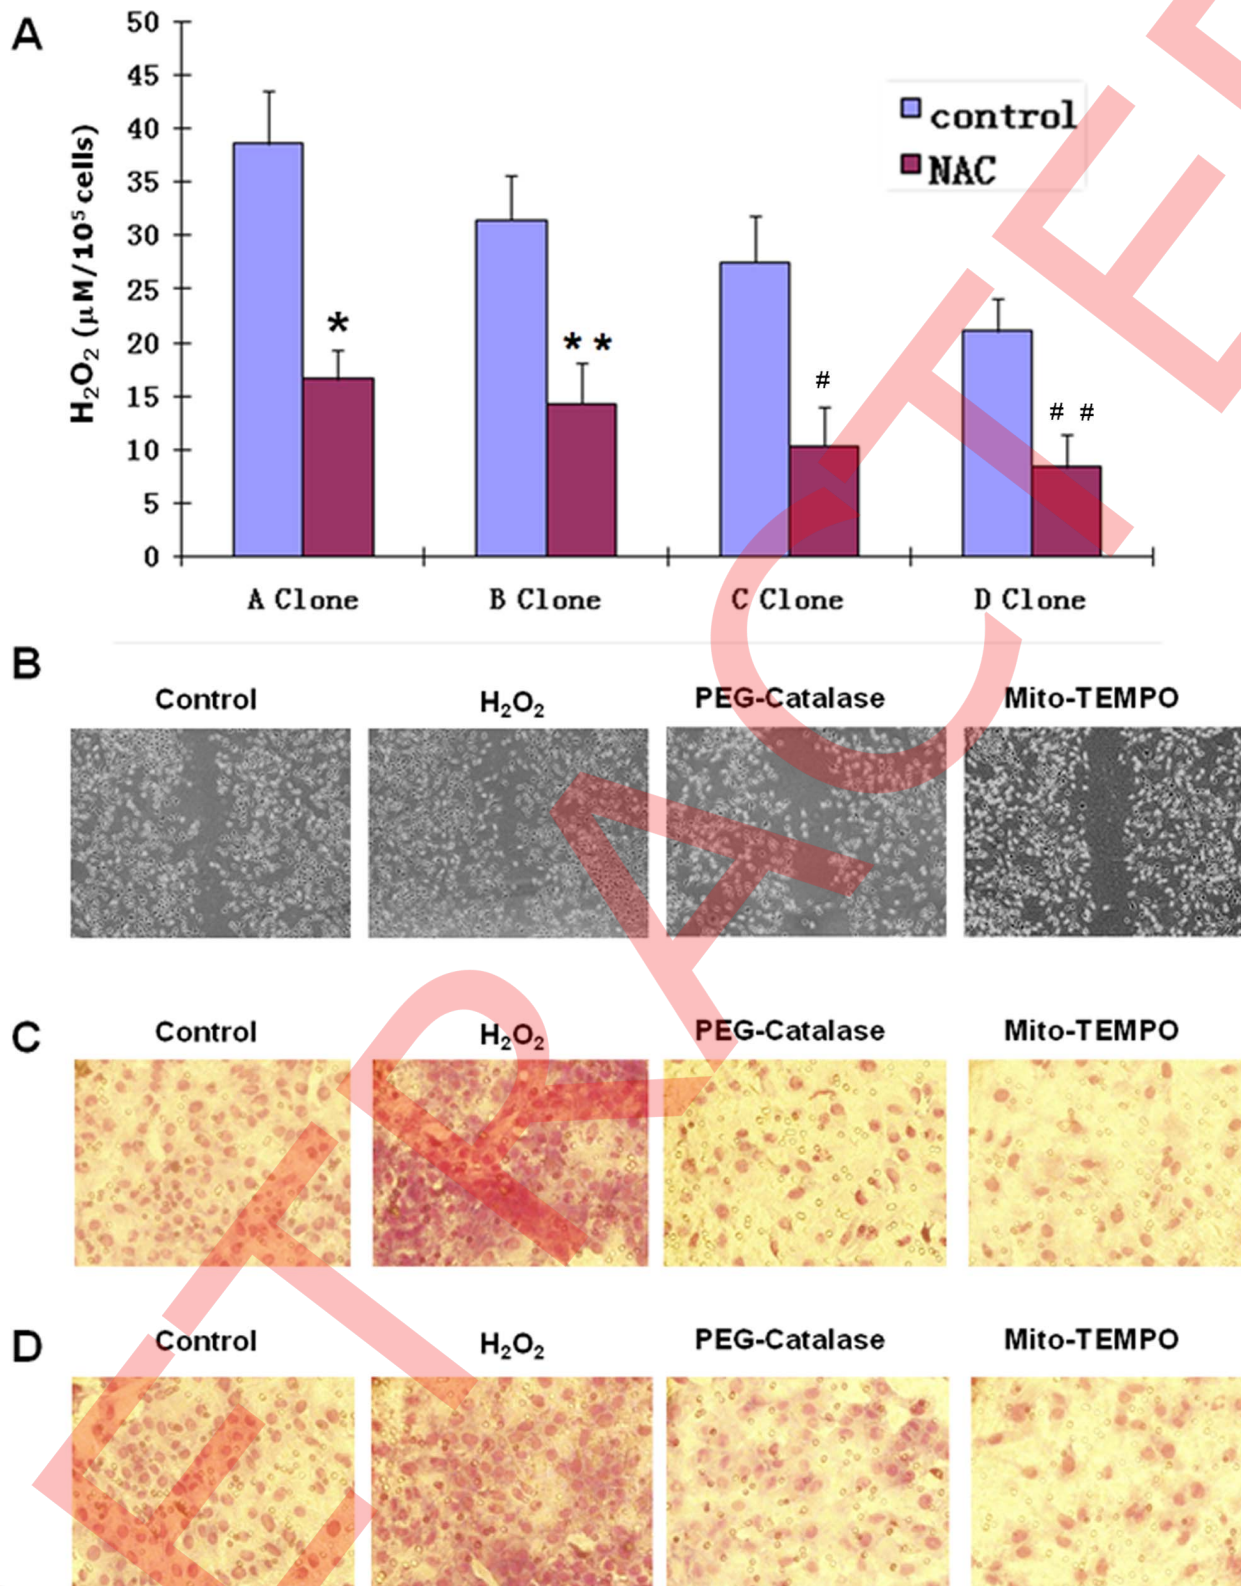 A
50
45
40
35
30
25
20
15
10
5
0
H₂O₂ (μM/10⁵ cells)
control
NAC
*
* *
#
# #
A Clone
B Clone
C Clone
D Clone
B
Control
H₂O₂
PEG-Catalase
Mito-TEMPO
C
Control
H₂O₂
PEG-Catalase
Mito-TEMPO
D
Control
H₂O₂
PEG-Catalase
Mito-TEMPO
ETRACTE